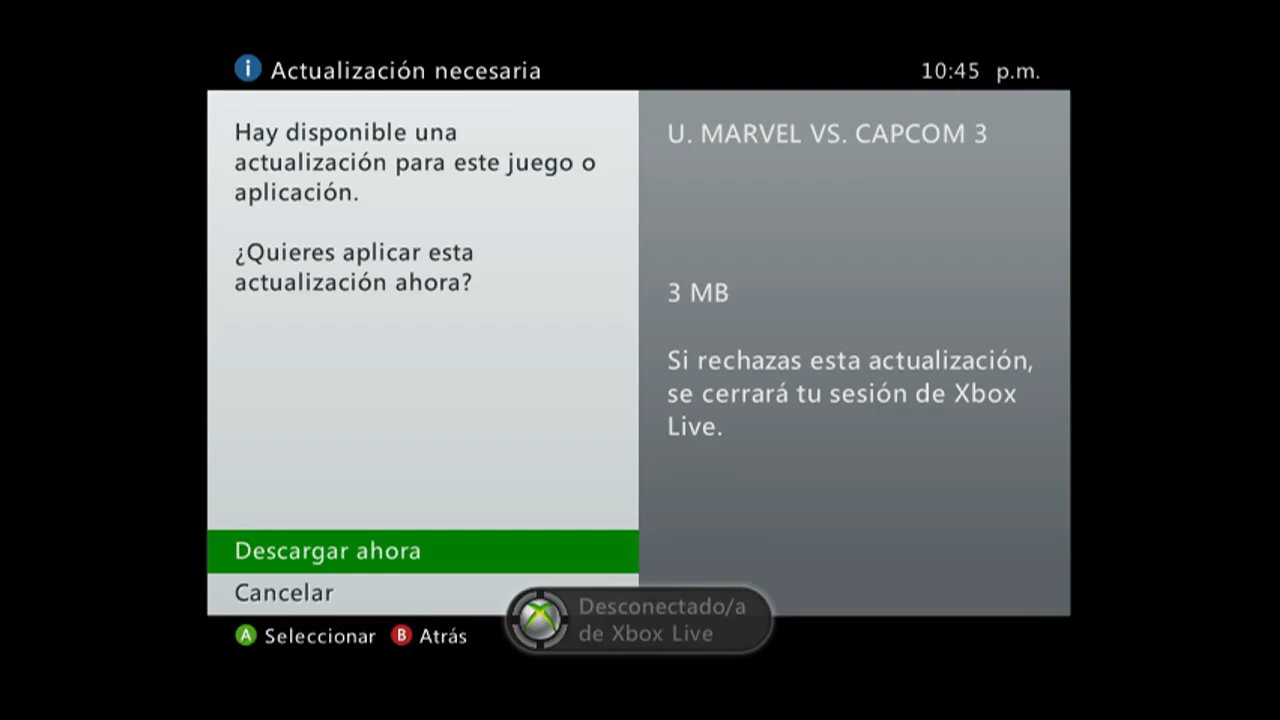 Actualización necesaria
10:45 p.m.
Hay disponible una
actualización para este juego o
aplicación.
¿Quieres aplicar esta
actualización ahora?
U. MARVEL VS. CAPCOM 3
3 MB
Si rechazas esta actualización,
se cerrará tu sesión de Xbox
Live.
Descargar ahora
Cancelar
A Seleccionar B Atrás
Desconectado/a
de Xbox Live